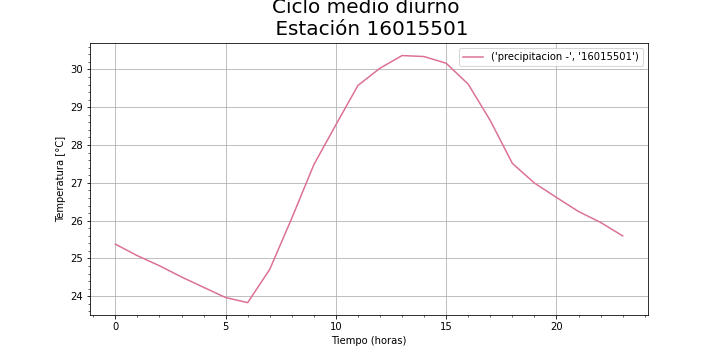 Ciclo medio diurno
Estación 16015501
('precipitacion -', '16015501')
Temperatura [°C]
30
29
28
27
26
25
24
0
5
10
15
20
Tiempo (horas)